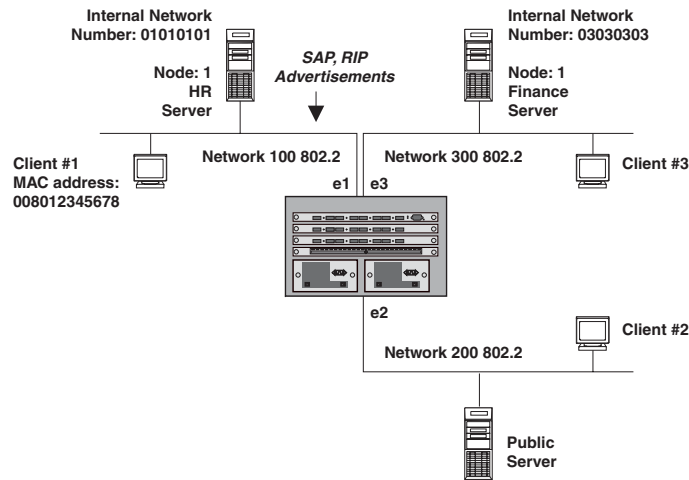 Internal Network
Number: 01010101
Node: 1
HR
Server
SAP, RIP
Advertisements
Internal Network
Number: 03030303
Node: 1
Finance
Server
Client #1
MAC address:
008012345678
Network 100 802.2
Network 300 802.2
Client #3
e1
e3
e2
Client #2
Network 200 802.2
Public
Server